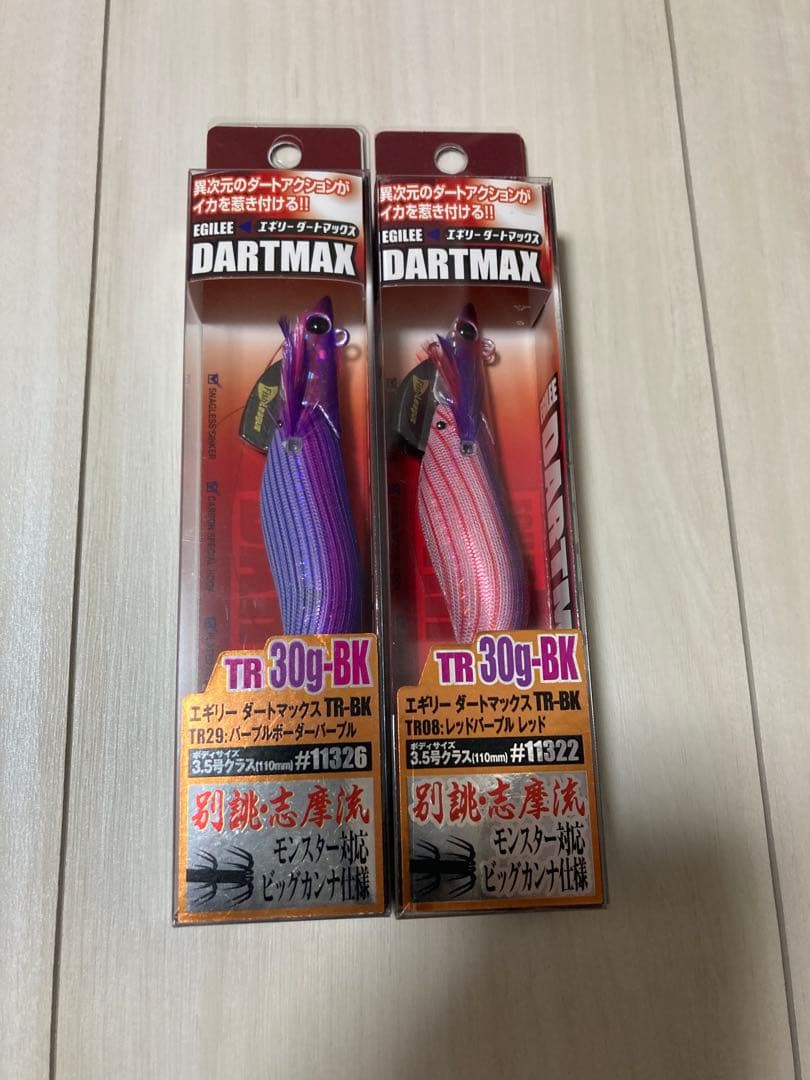 異次元のダートアクションが
イカを惹き付ける!!
EGILEE エギリーダートマックス
DARTMAX
Fish League
SNAGLESS SINKER
CARBON SPECIAL HOOK
TR 30g-BK
エギリー ダートマックス TR-BK
TR29:パープルボーダーパープル
ボディサイズ
3.5号クラス(110mm) #11326
別誂・志摩流
モンスター対応
ビッグカンナ仕様
異次元のダートアクションが
イカを惹き付ける!!
EGILEE エギリーダートマックス
DARTMAX
TR 30g-BK
エギリー ダートマックス TR-BK
TR08:レッドパープル レッド
ボディサイズ
3.5号クラス(110mm) #11322
別誂・志摩流
モンスター対応
ビッグカンナ仕様